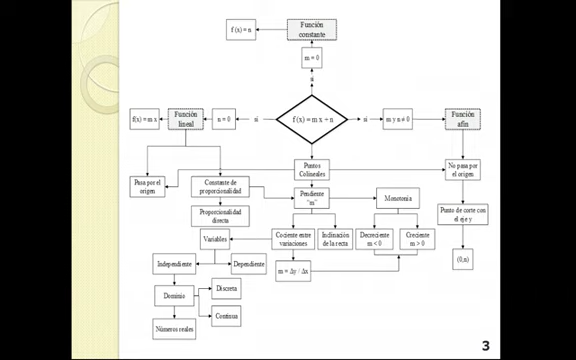 f (x) = n
Función
constante
m = 0
si
f(x) = m x
Función
lineal
n = 0
si
f (x) = m x + n
si
m y n ≠ 0
Función
afín
Pasa por el
origen
Constante de
proporcionalidad
Puntos
Colineales
No pasa por
el origen
Pendiente
"m"
Monotonía
Proporcionalidad
directa
Punto de corte con
el eje y
Variables
Cociente entre
variaciones
Inclinación
de la recta
Decreciente
m < 0
Creciente
m > 0
Independiente
Dependiente
m = Δy / Δx
(0,n)
Dominio
Discreta
Continua
Números reales
3